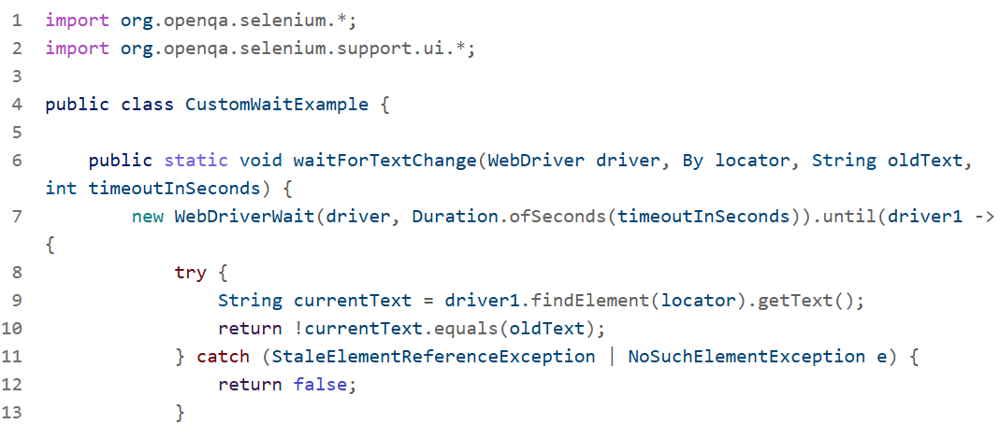 1 import org.openqa.selenium.*;
2 import org.openqa.selenium.support.ui.*;
3
4 public class CustomWaitExample {
5
6     public static void waitForTextChange(WebDriver driver, By locator, String oldText,
int timeoutInSeconds) {
7         new WebDriverWait(driver, Duration.ofSeconds(timeoutInSeconds)).until(driver1 ->
{
8             try {
9                 String currentText = driver1.findElement(locator).getText();
10                 return !currentText.equals(oldText);
11             } catch (StaleElementReferenceException | NoSuchElementException e) {
12                 return false;
13             }